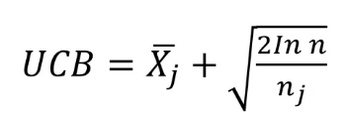 UCB = X̄ⱼ + √(2In n / nⱼ)